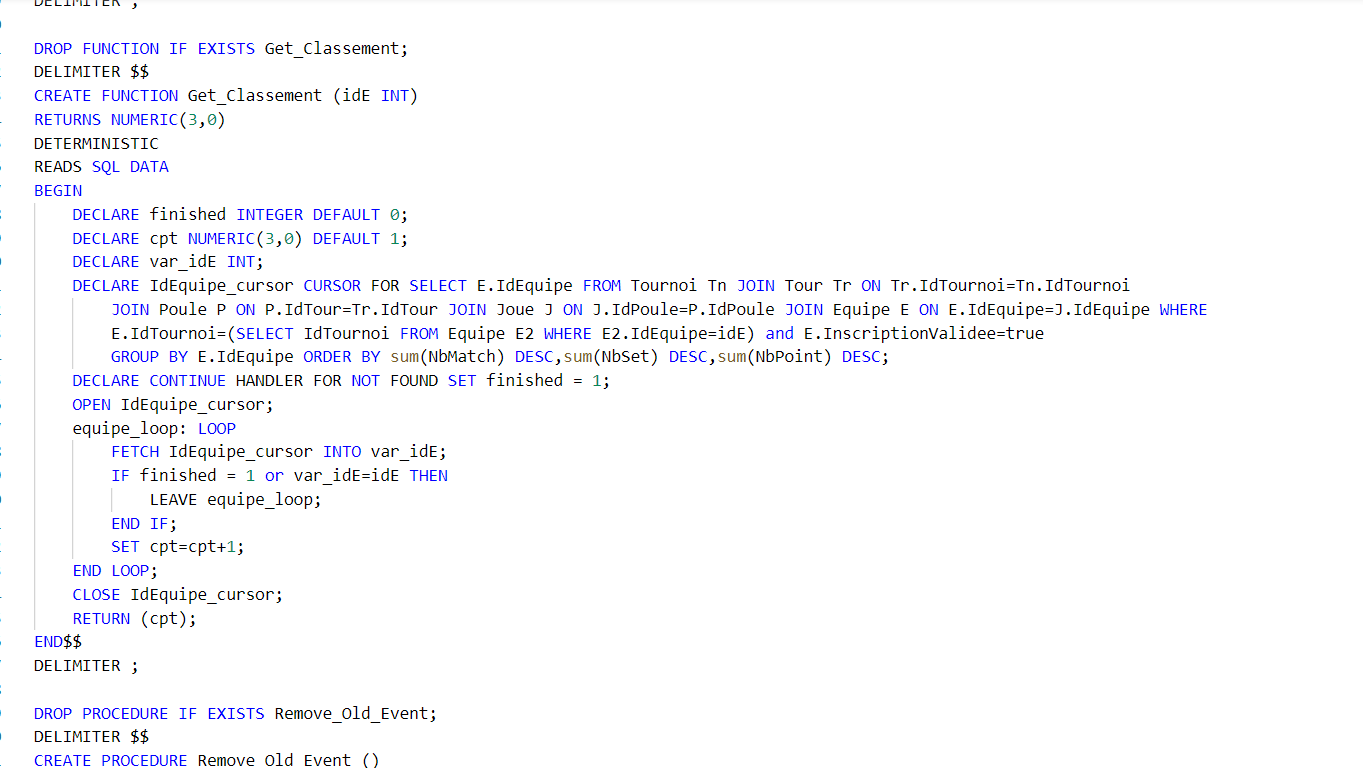 DELIMITER ;
DROP FUNCTION IF EXISTS Get_Classement;
DELIMITER $$
CREATE FUNCTION Get_Classement (idE INT)
RETURNS NUMERIC(3,0)
DETERMINISTIC
READS SQL DATA
BEGIN
    DECLARE finished INTEGER DEFAULT 0;
    DECLARE cpt NUMERIC(3,0) DEFAULT 1;
    DECLARE var_idE INT;
    DECLARE IdEquipe_cursor CURSOR FOR SELECT E.IdEquipe FROM Tournoi Tn JOIN Tour Tr ON Tr.IdTournoi=Tn.IdTournoi
        JOIN Poule P ON P.IdTour=Tr.IdTour JOIN Joue J ON J.IdPoule=P.IdPoule JOIN Equipe E ON E.IdEquipe=J.IdEquipe WHERE
        E.IdTournoi=(SELECT IdTournoi FROM Equipe E2 WHERE E2.IdEquipe=idE) and E.InscriptionValidee=true
        GROUP BY E.IdEquipe ORDER BY sum(NbMatch) DESC,sum(NbSet) DESC,sum(NbPoint) DESC;
    DECLARE CONTINUE HANDLER FOR NOT FOUND SET finished = 1;
    OPEN IdEquipe_cursor;
    equipe_loop: LOOP
        FETCH IdEquipe_cursor INTO var_idE;
        IF finished = 1 or var_idE=idE THEN
            LEAVE equipe_loop;
        END IF;
        SET cpt=cpt+1;
    END LOOP;
    CLOSE IdEquipe_cursor;
    RETURN (cpt);
END$$
DELIMITER ;
DROP PROCEDURE IF EXISTS Remove_Old_Event;
DELIMITER $$
CREATE PROCEDURE Remove_Old_Event ()